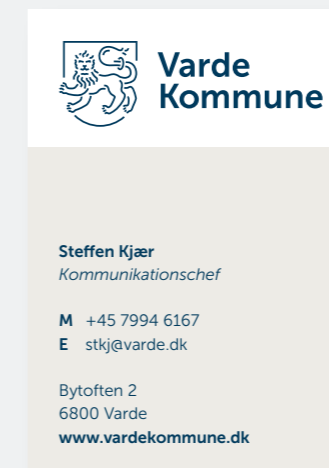 Varde
Kommune
Steffen Kjær
Kommunikationschef
M +45 7994 6167
E stkj@varde.dk
Bytoften 2
6800 Varde
www.vardekommune.dk